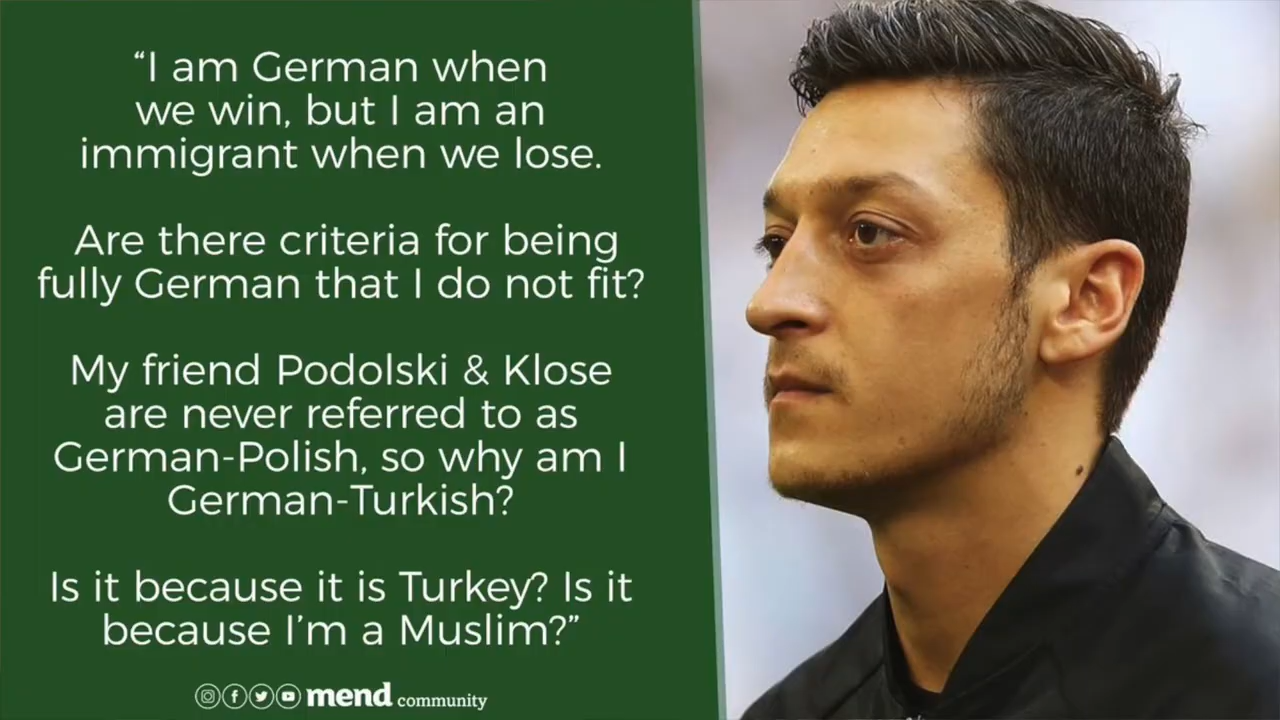 “I am German when
we win, but I am an
immigrant when we lose.
Are there criteria for being
fully German that I do not fit?
My friend Podolski & Klose
are never referred to as
German-Polish, so why am I
German-Turkish?
Is it because it is Turkey? Is it
because I’m a Muslim?”
mend community